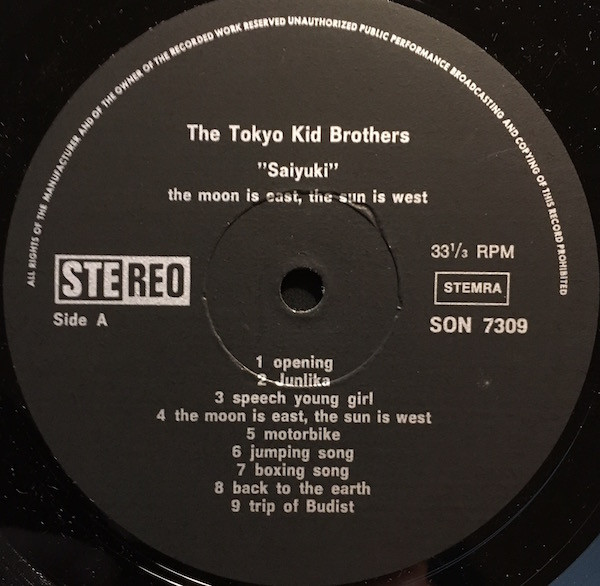 ALL RIGHTS OF THE MANUFACTURER AND OF THE OWNER OF THE RECORDED WORK RESERVED UNAUTHORIZED PUBLIC PERFORMANCE BROADCASTING AND COPYING OF THIS RECORD PROHIBITED
The Tokyo Kid Brothers
"Saiyuki"
the moon is east, the sun is west
STEREO
Side A
33 1/3 RPM
STEMRA
SON 7309
1 opening
2 Junlika
3 speech young girl
4 the moon is east, the sun is west
5 motorbike
6 jumping song
7 boxing song
8 back to the earth
9 trip of Budist